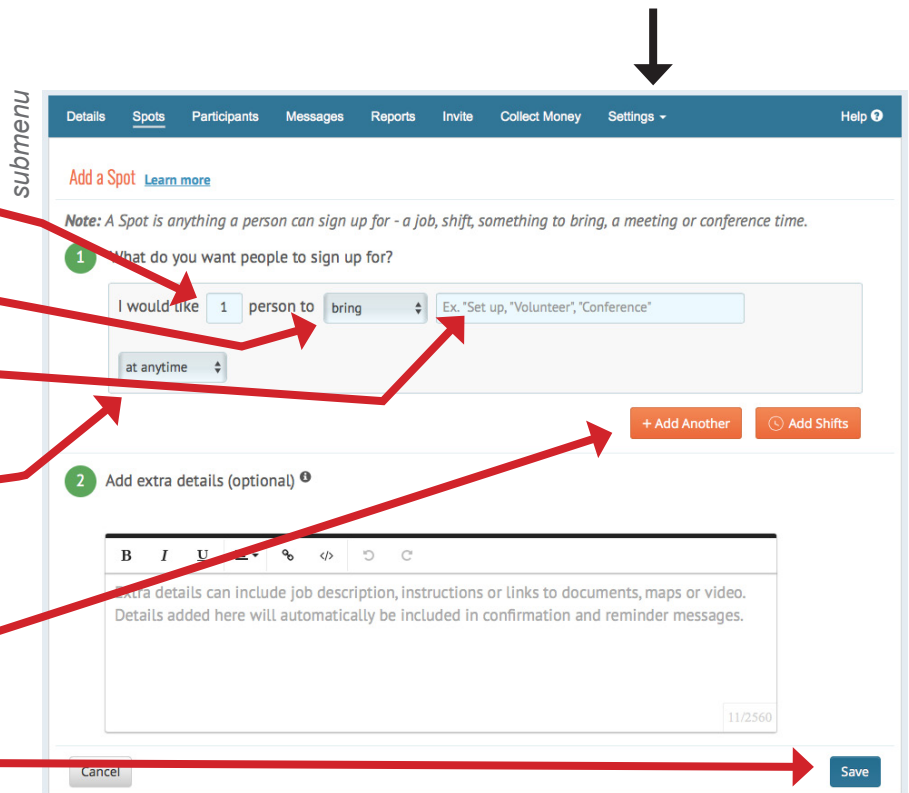 submenu
Details Spots Participants Messages Reports Invite Collect Money Settings Help ?
Add a Spot Learn more
Note: A Spot is anything a person can sign up for - a job, shift, something to bring, a meeting or conference time.
1 What do you want people to sign up for?
I would like 1 person to bring Ex. "Set up, "Volunteer", "Conference"
at anytime
+ Add Another Add Shifts
2 Add extra details (optional) i
B I U </>
Extra details can include job description, instructions or links to documents, maps or video.
Details added here will automatically be included in confirmation and reminder messages.
11/2560
Cancel Save